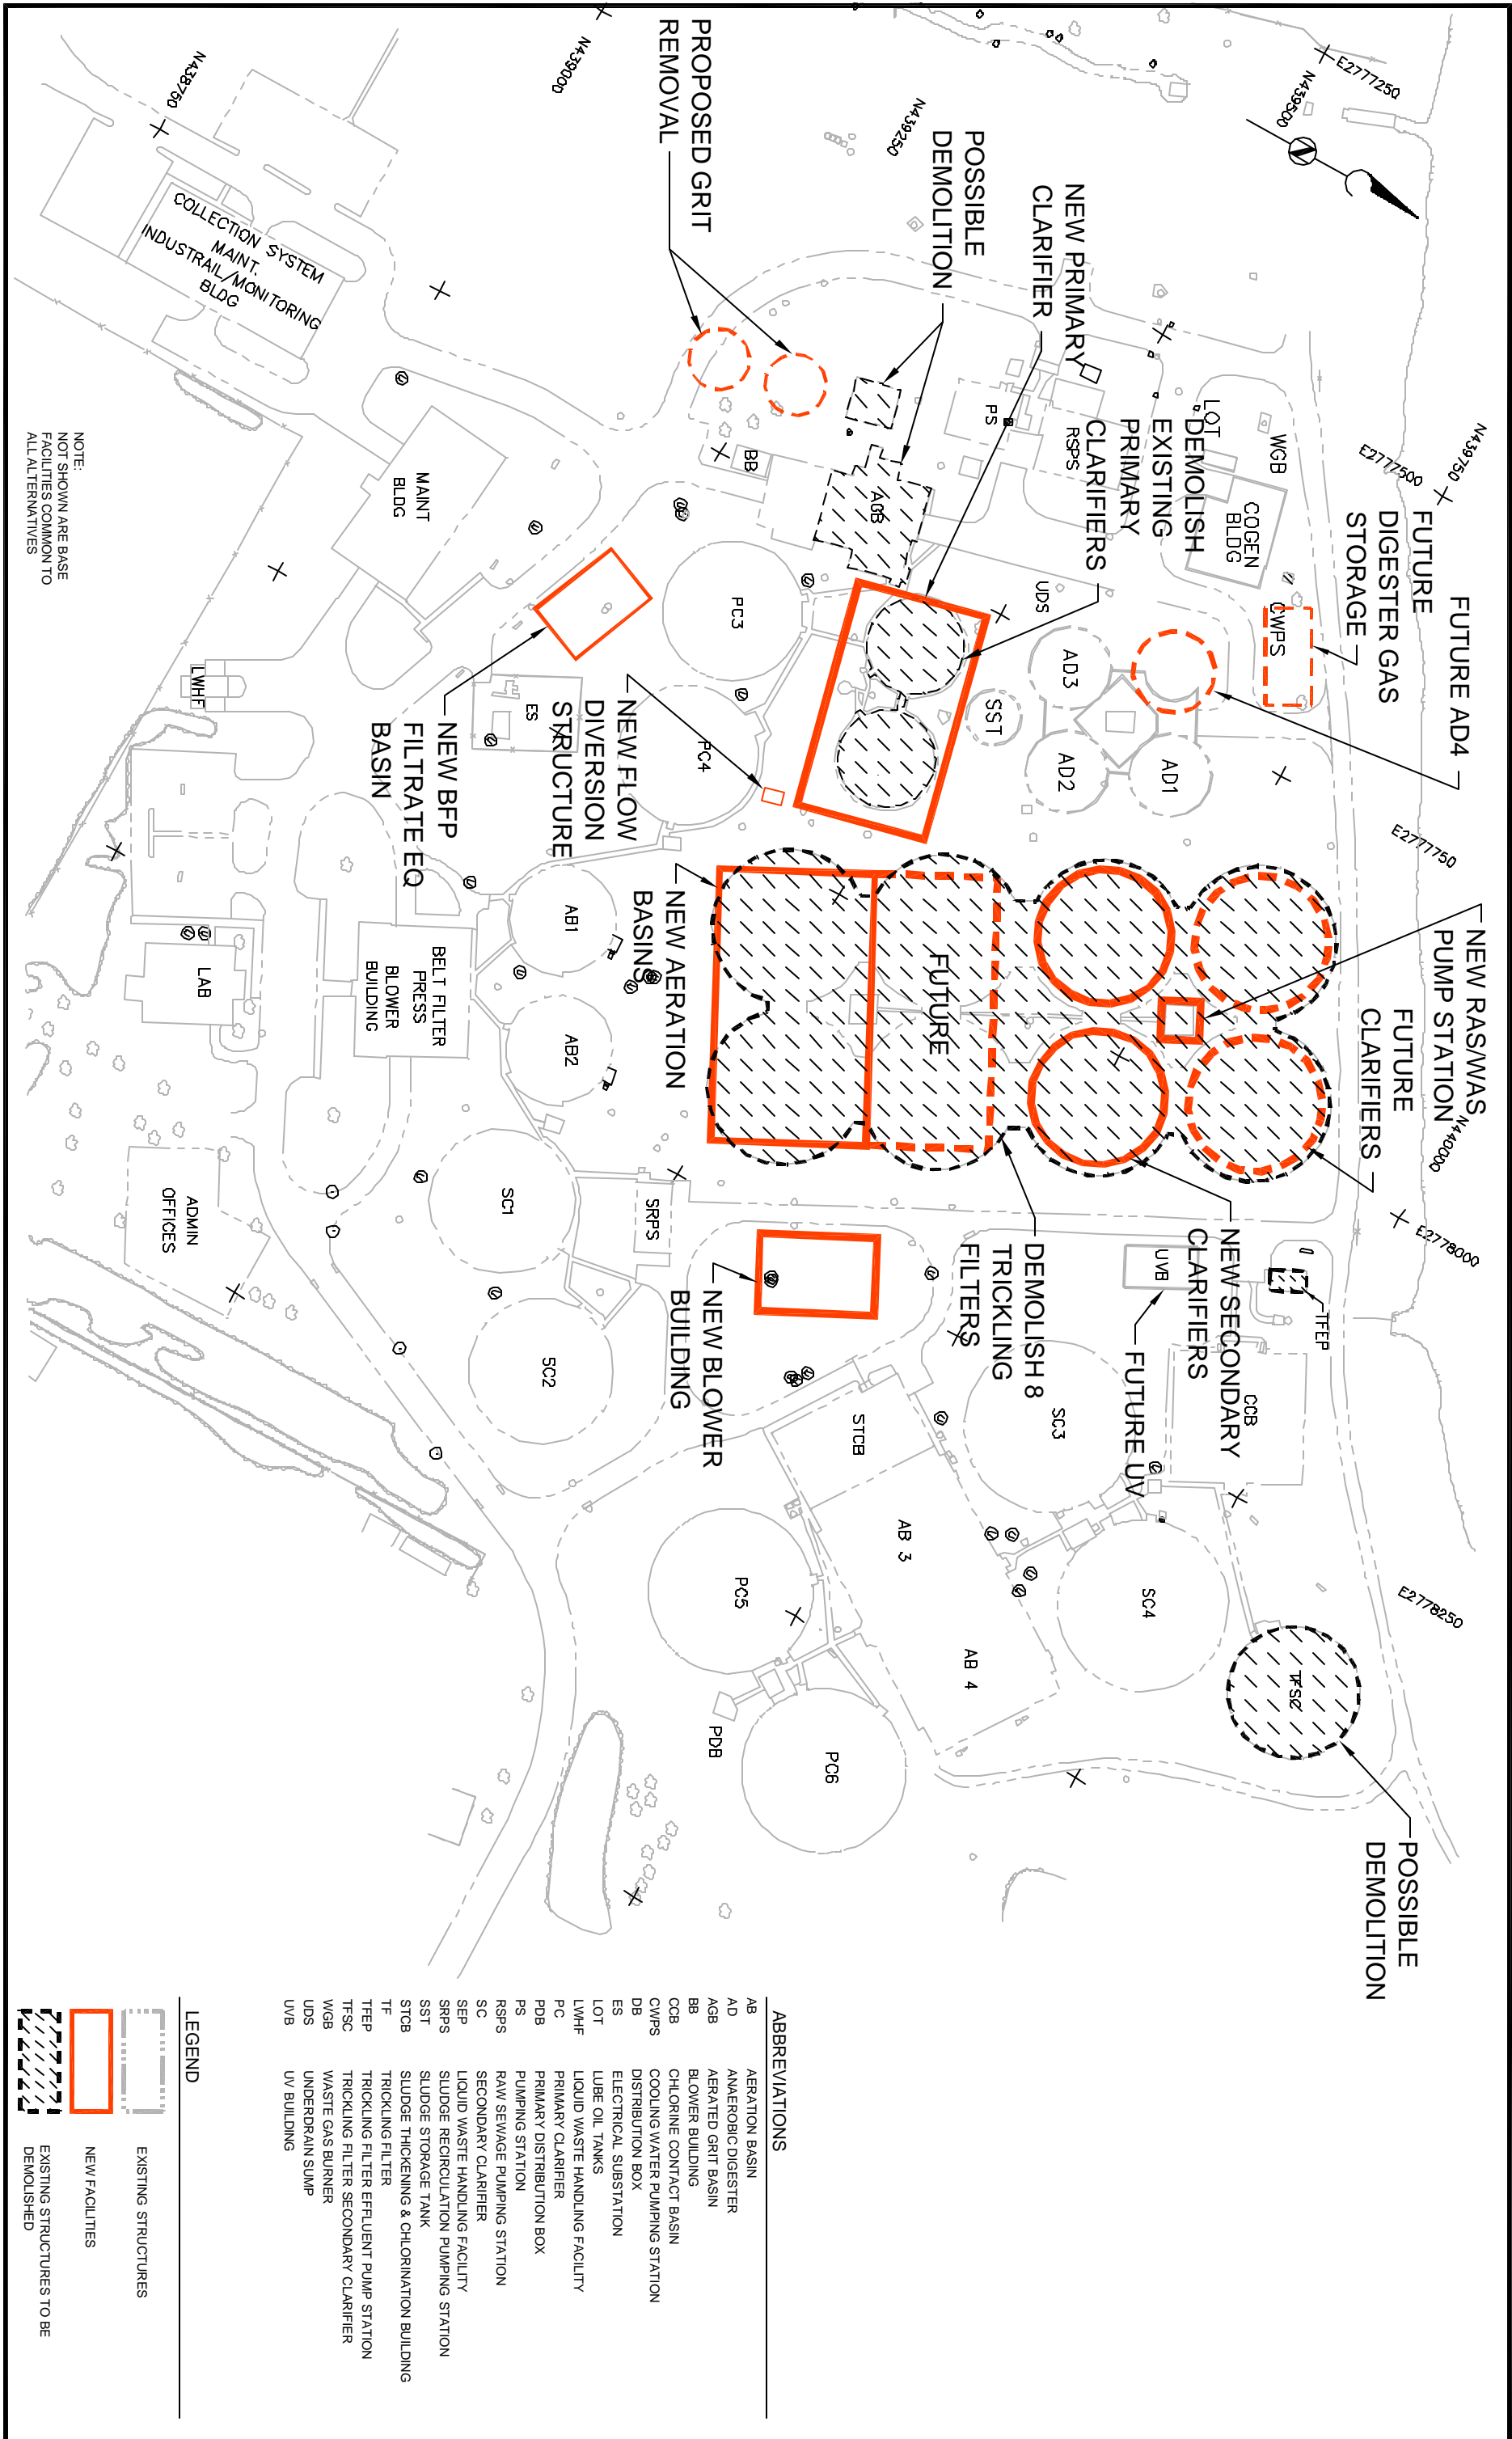 N438750
N439000
N439250
N439500
E2777250
N439750
E2777500
E2777750
N44000
E2778000
E2778250
PROPOSED GRIT
REMOVAL
POSSIBLE
DEMOLITION
NEW PRIMARY
CLARIFIER
DEMOLISH
EXISTING
PRIMARY
CLARIFIERS
FUTURE
DIGESTER GAS
STORAGE
FUTURE AD4
COLLECTION SYSTEM
MAINT.
INDUSTRAIL/MONITORING
BLDG
MAINT
BLDG
BB
AGB
PS
RSPS
LOT
WGB
COGEN
BLDG
CWPS
UDS
PC3
PC4
AD3
AD2
AD1
SST
LWHF
ES
NEW FLOW
DIVERSION
STRUCTURE
NEW BFP
FILTRATE EQ
BASIN
NEW AERATION
BASINS
FUTURE
NEW RAS/WAS
PUMP STATION
FUTURE
CLARIFIERS
AB1
AB2
BELT FILTER
PRESS
BLOWER
BUILDING
LAB
ADMIN
OFFICES
SC1
SRPS
5C2
NEW BLOWER
BUILDING
DEMOLISH 8
TRICKLING
FILTERS
NEW SECONDARY
CLARIFIERS
FUTURE UV
UVB
TFEP
CCB
SC3
STCB
AB 3
AB 4
SC4
PC5
PC6
PDB
TFSC
POSSIBLE
DEMOLITION
NOTE:
NOT SHOWN ARE BASE
FACILITIES COMMON TO
ALL ALTERNATIVES
ABBREVIATIONS
AB AERATION BASIN
AD ANAEROBIC DIGESTER
AGB AERATED GRIT BASIN
BB BLOWER BUILDING
CCB CHLORINE CONTACT BASIN
CWPS COOLING WATER PUMPING STATION
DB DISTRIBUTION BOX
ES ELECTRICAL SUBSTATION
LOT LUBE OIL TANKS
LWHF LIQUID WASTE HANDLING FACILITY
PC PRIMARY CLARIFIER
PDB PRIMARY DISTRIBUTION BOX
PS PUMPING STATION
RSPS RAW SEWAGE PUMPING STATION
SC SECONDARY CLARIFIER
SEP LIQUID WASTE HANDLING FACILITY
SRPS SLUDGE RECIRCULATION PUMPING STATION
SST SLUDGE STORAGE TANK
STCB SLUDGE THICKENING & CHLORINATION BUILDING
TF TRICKLING FILTER
TFEP TRICKLING FILTER EFFLUENT PUMP STATION
TFSC TRICKLING FILTER SECONDARY CLARIFIER
WGB WASTE GAS BURNER
UDS UNDERDRAIN SUMP
UVB UV BUILDING
LEGEND
EXISTING STRUCTURES
NEW FACILITIES
EXISTING STRUCTURES TO BE
DEMOLISHED